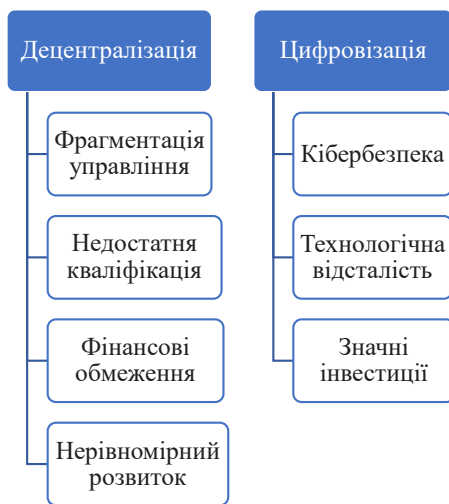 Децентралізація
Фрагментація
управління
Недостатня
кваліфікація
Фінансові
обмеження
Нерівномірний
розвиток
Цифровізація
Кібербезпека
Технологічна
відсталість
Значні
інвестиції